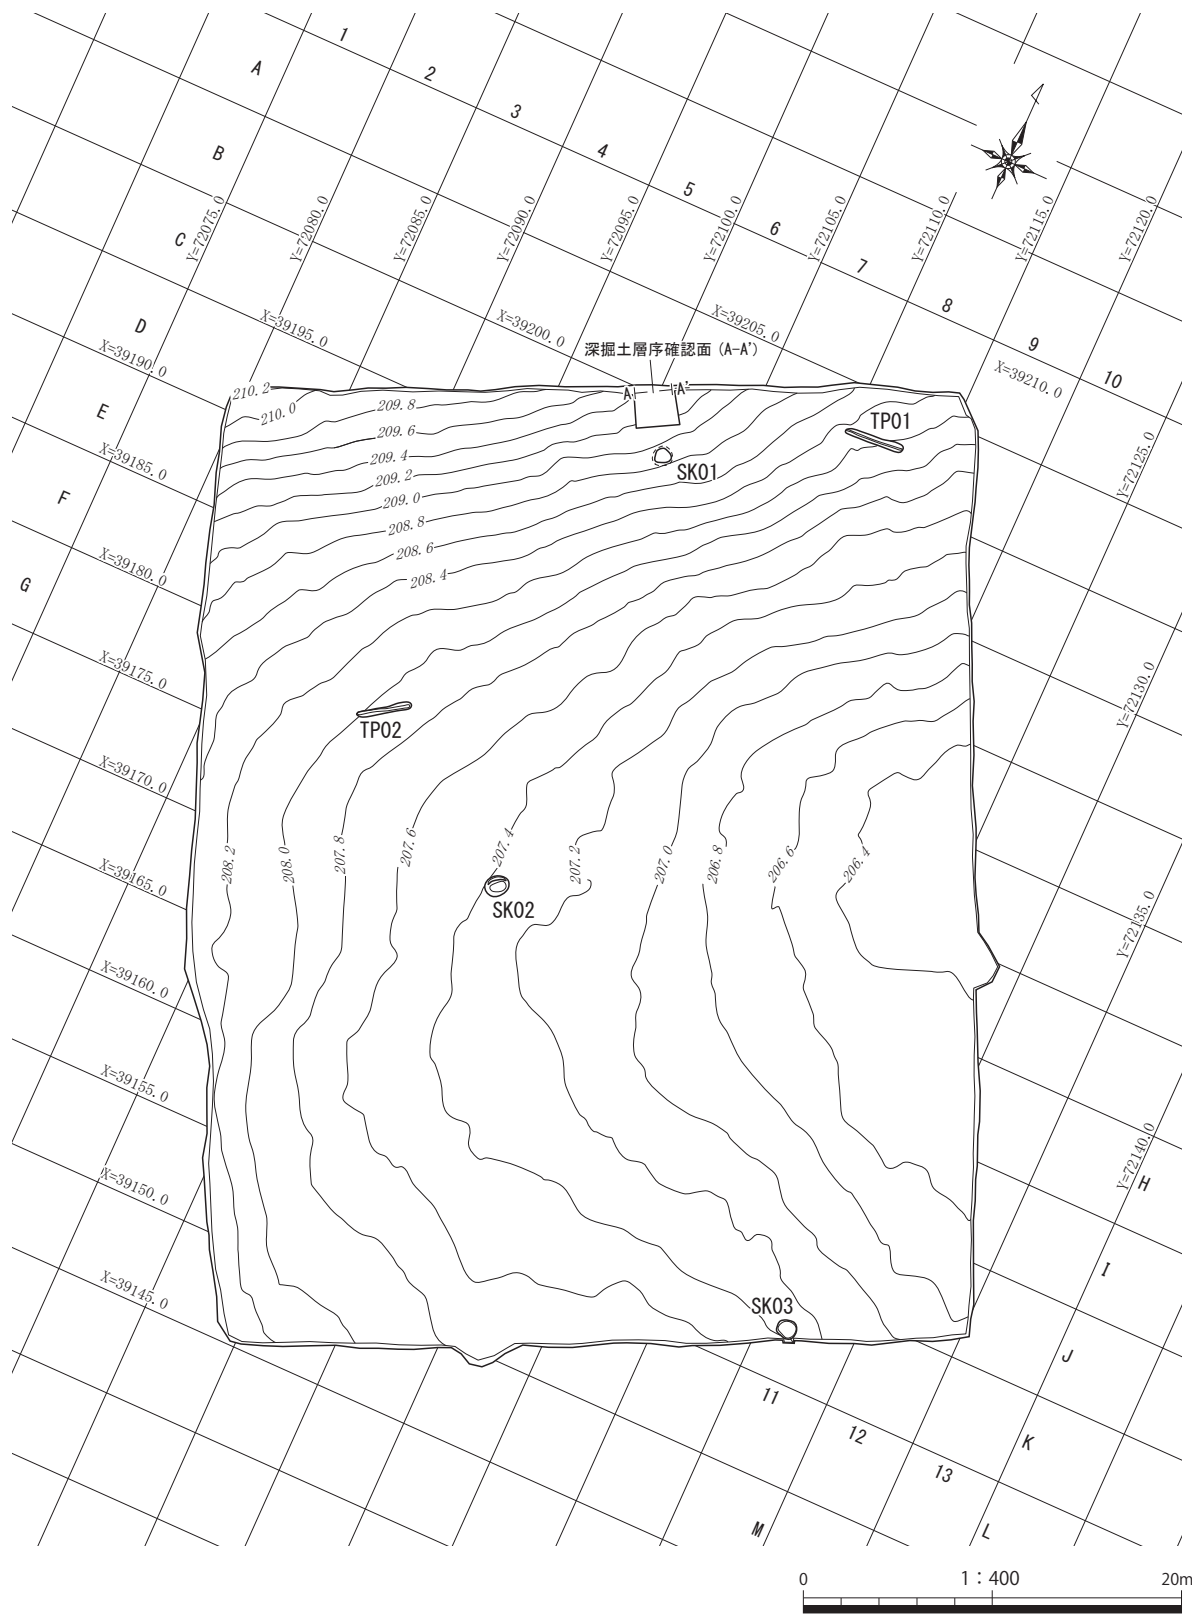 1
2
3
4
5
6
7
8
9
10
A
B
C
D
E
F
G
Y=72075.0
Y=72080.0
Y=72085.0
Y=72090.0
Y=72095.0
Y=72100.0
Y=72105.0
Y=72110.0
Y=72115.0
Y=72120.0
X=39190.0
X=39195.0
X=39200.0
X=39205.0
X=39210.0
深掘土層序確認面 (A-A')
A
A'
210.2
210.0
209.8
209.6
209.4
209.2
209.0
208.8
208.6
208.4
SK01
TP01
X=39185.0
X=39180.0
X=39175.0
X=39170.0
X=39165.0
X=39160.0
X=39155.0
X=39150.0
X=39145.0
Y=72125.0
Y=72130.0
Y=72135.0
Y=72140.0
TP02
208.2
208.0
207.8
207.6
207.4
207.2
207.0
206.8
206.6
206.4
SK02
SK03
H
I
J
K
L
M
11
12
13
0
1：400
20m